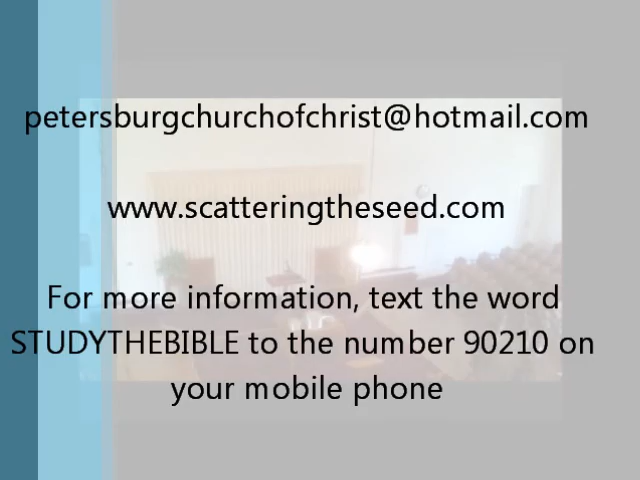 petersburgchurchofchrist@hotmail.com
www.scatteringtheseed.com
For more information, text the word
STUDYTHEBIBLE to the number 90210 on
your mobile phone